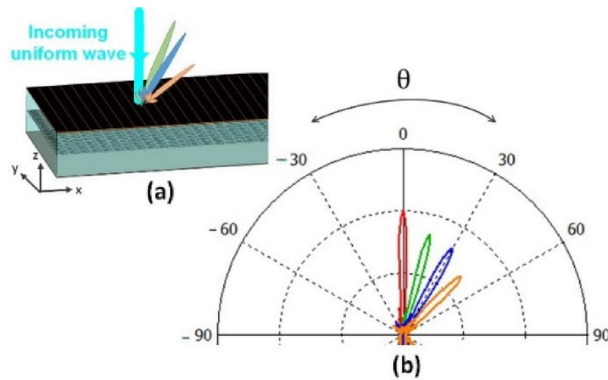 Incoming
uniform wave
z
y
x
(a)
θ
0
-30
30
-60
60
-90
90
(b)